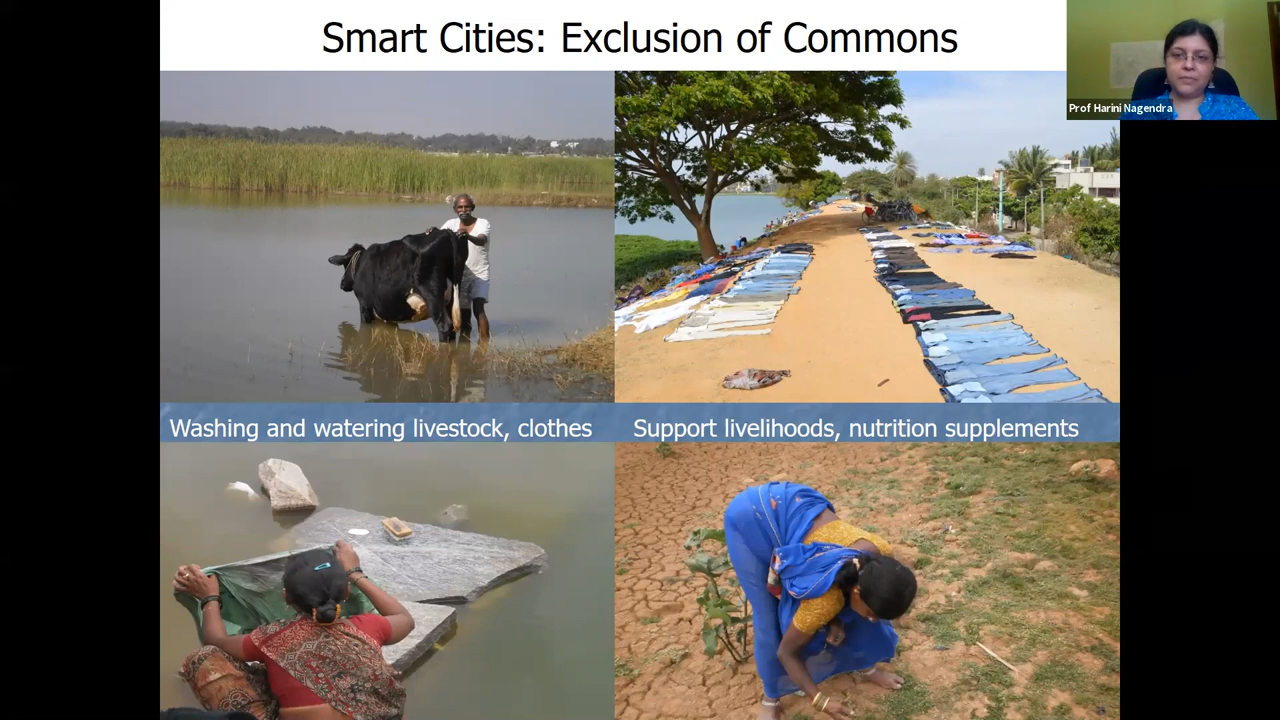 Smart Cities: Exclusion of Commons
Prof Harini Nagendra
Washing and watering livestock, clothes
Support livelihoods, nutrition supplements